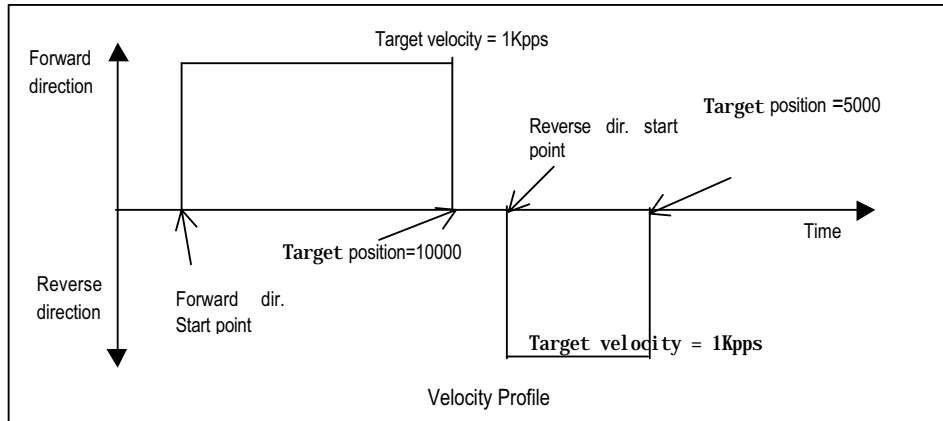 Target velocity = 1Kpps
Forward
direction
Target position =5000
Reverse dir. start
point
Time
Target position=10000
Reverse
direction
Forward dir.
Start point
Target velocity = 1Kpps
Velocity Profile